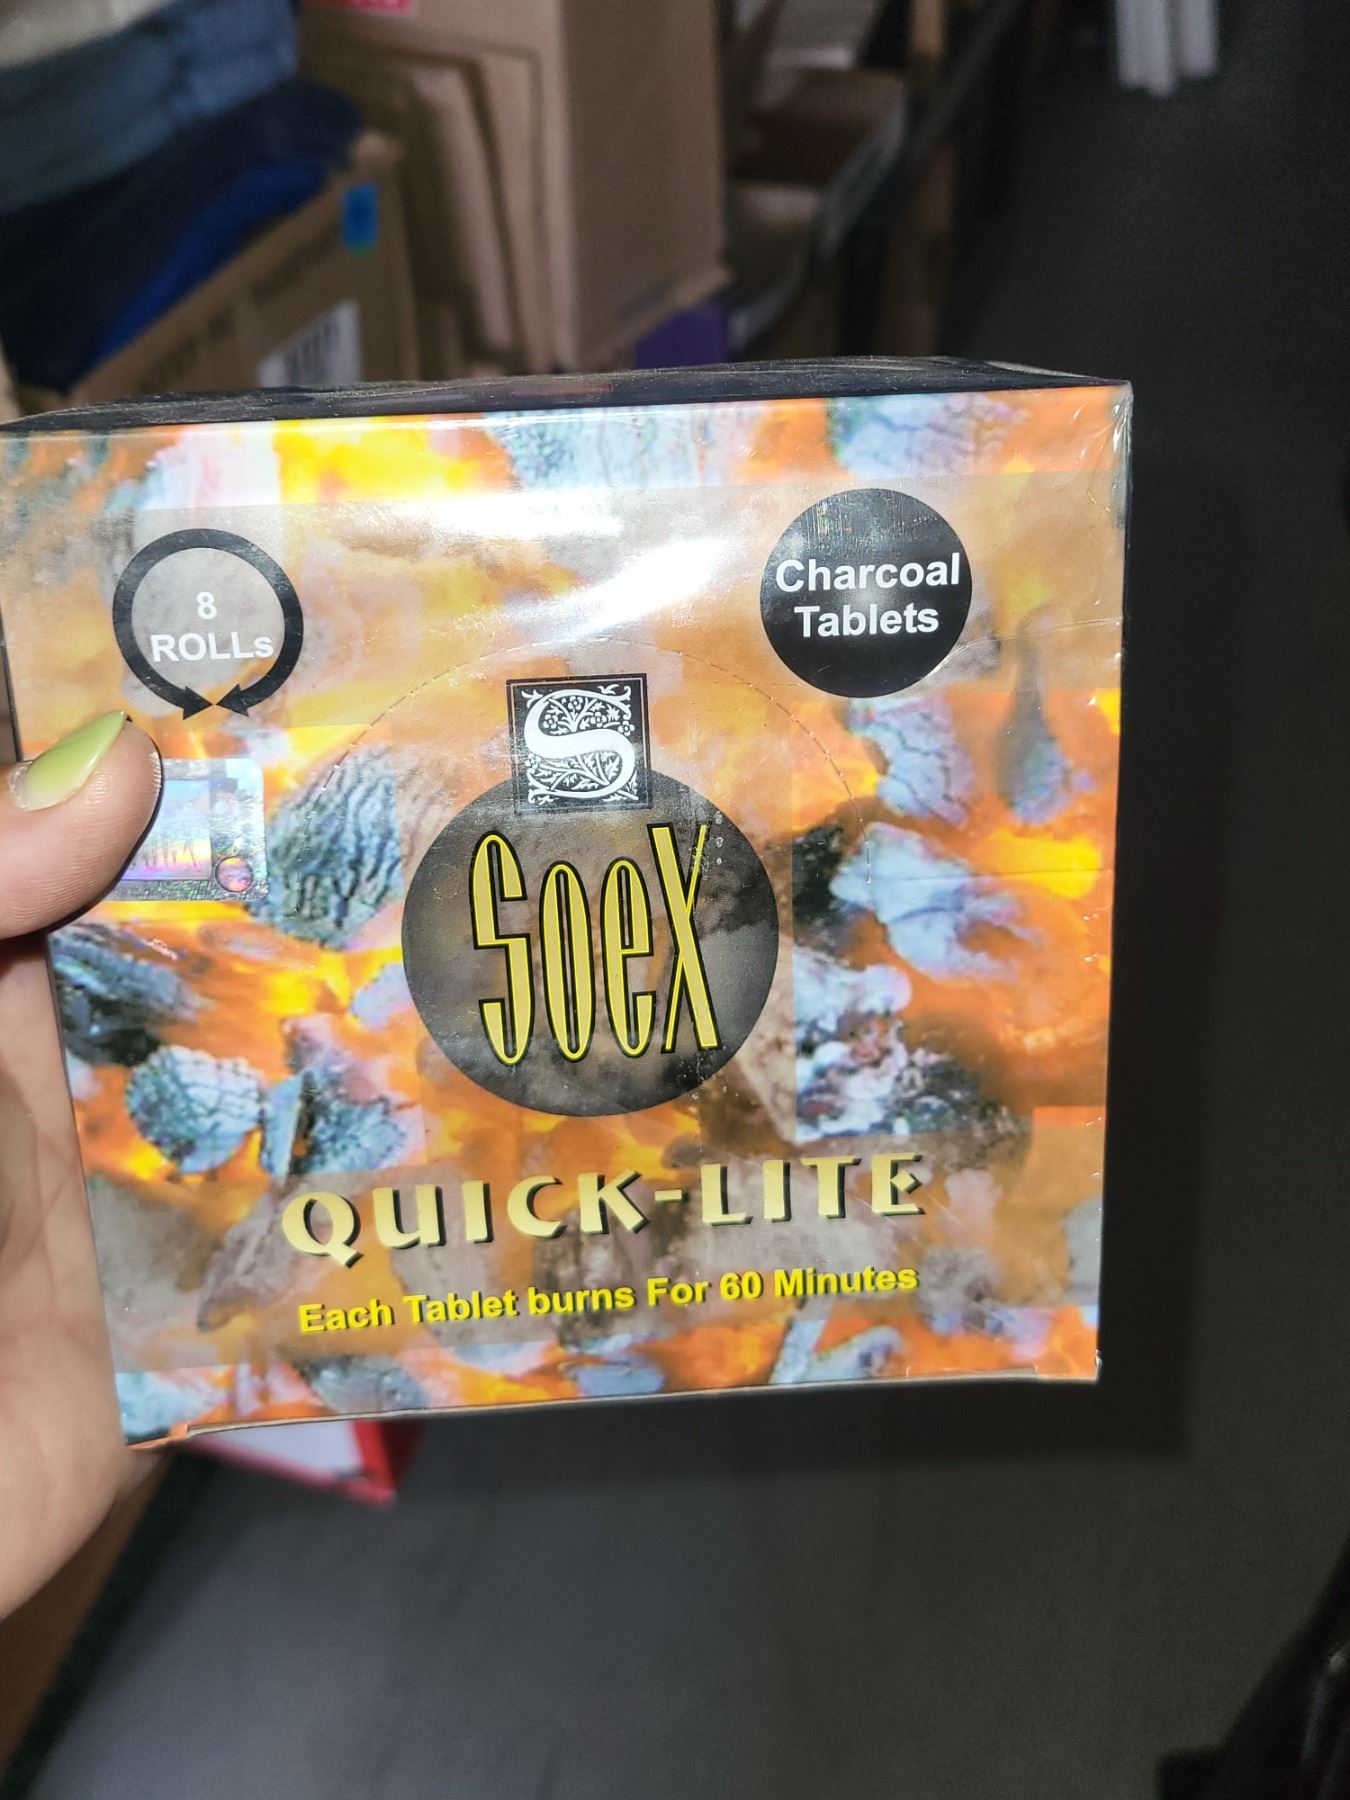 8
ROLLs
Charcoal
Tablets
S
Soex
QUICK-LITE
Each Tablet burns For 60 Minutes